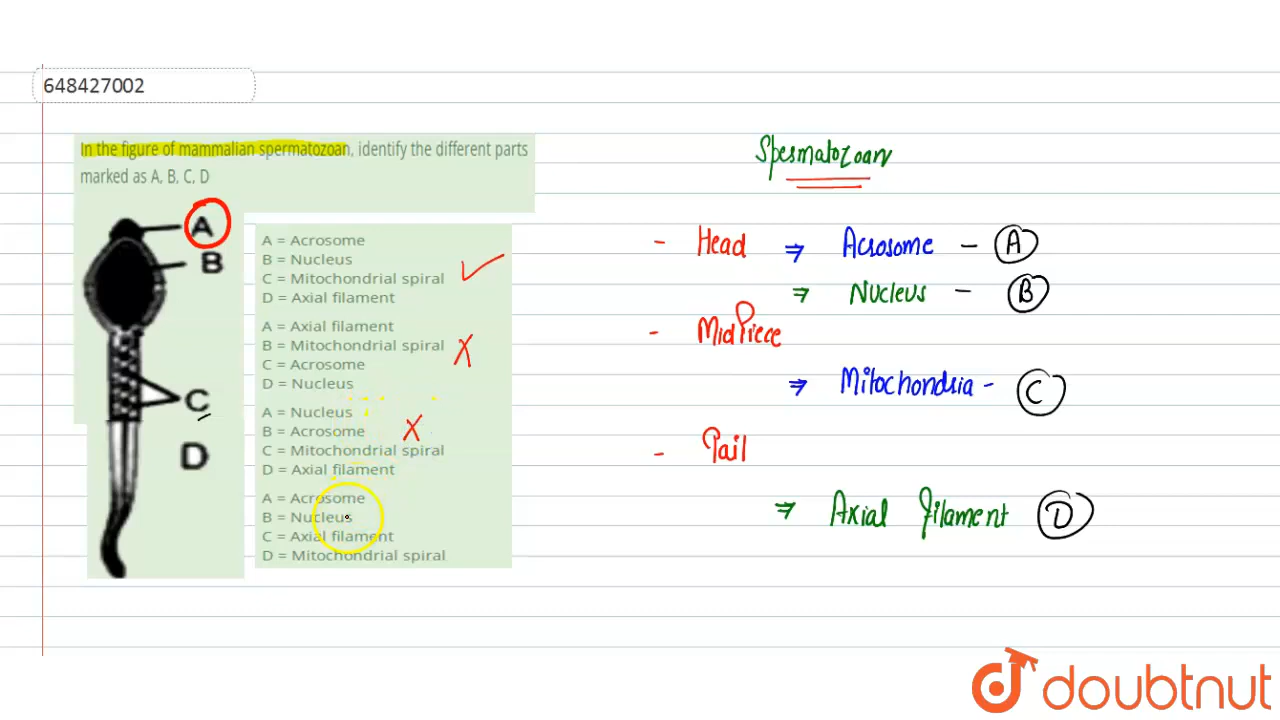 648427002
In the figure of mammalian spermatozoan, identify the different parts
marked as A, B, C, D
A
B
C
D
A = Acrosome
B = Nucleus
C = Mitochondrial spiral
D = Axial filament
A = Axial filament
B = Mitochondrial spiral
C = Acrosome
D = Nucleus
A = Nucleus
B = Acrosome
C = Mitochondrial spiral
D = Axial filament
A = Acrosome
B = Nucleus
C = Axial filament
D = Mitochondrial spiral
Spermatozoan
- Head ⇒ Acrosome - A
⇒ Nucleus - B
- MidPiece
⇒ Mitochondria - C
- Tail
⇒ Axial Filament D
doubtnut